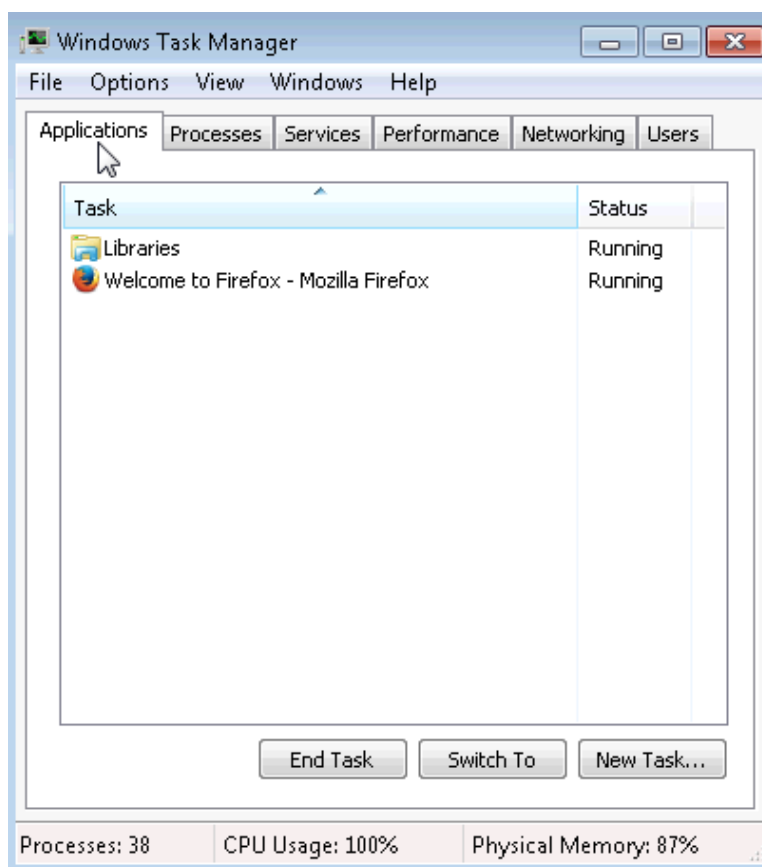 Windows Task Manager
File Options View Windows Help
Applications Processes Services Performance Networking Users
Task Status
Libraries Running
Welcome to Firefox - Mozilla Firefox Running
End Task Switch To New Task...
Processes: 38 CPU Usage: 100% Physical Memory: 87%